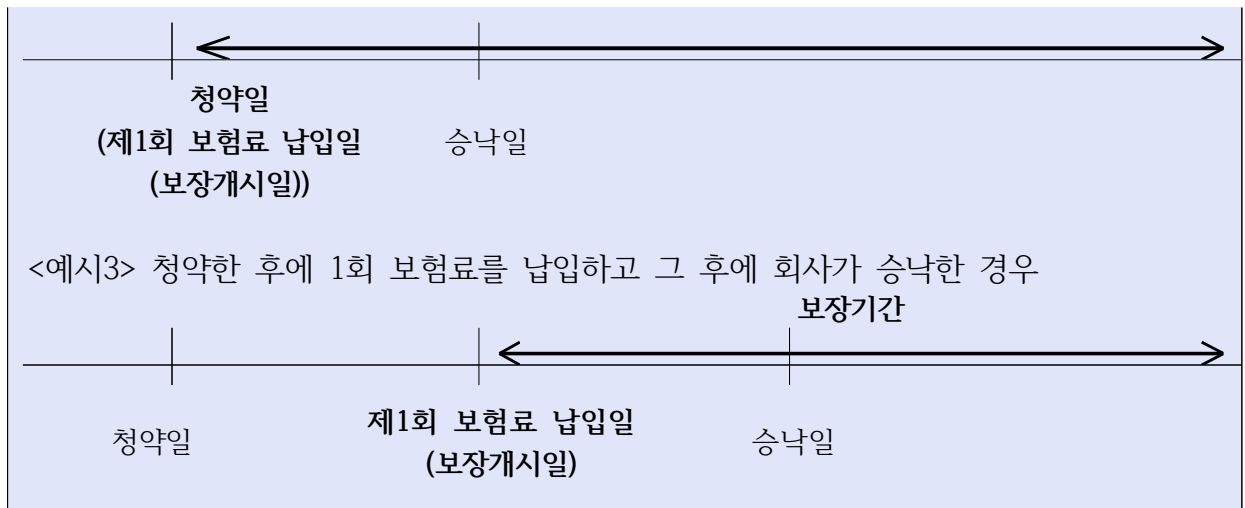 청약일
(제1회 보험료 납입일
(보장개시일))
승낙일
<예시3> 청약한 후에 1회 보험료를 납입하고 그 후에 회사가 승낙한 경우
보장기간
청약일
제1회 보험료 납입일
(보장개시일)
승낙일